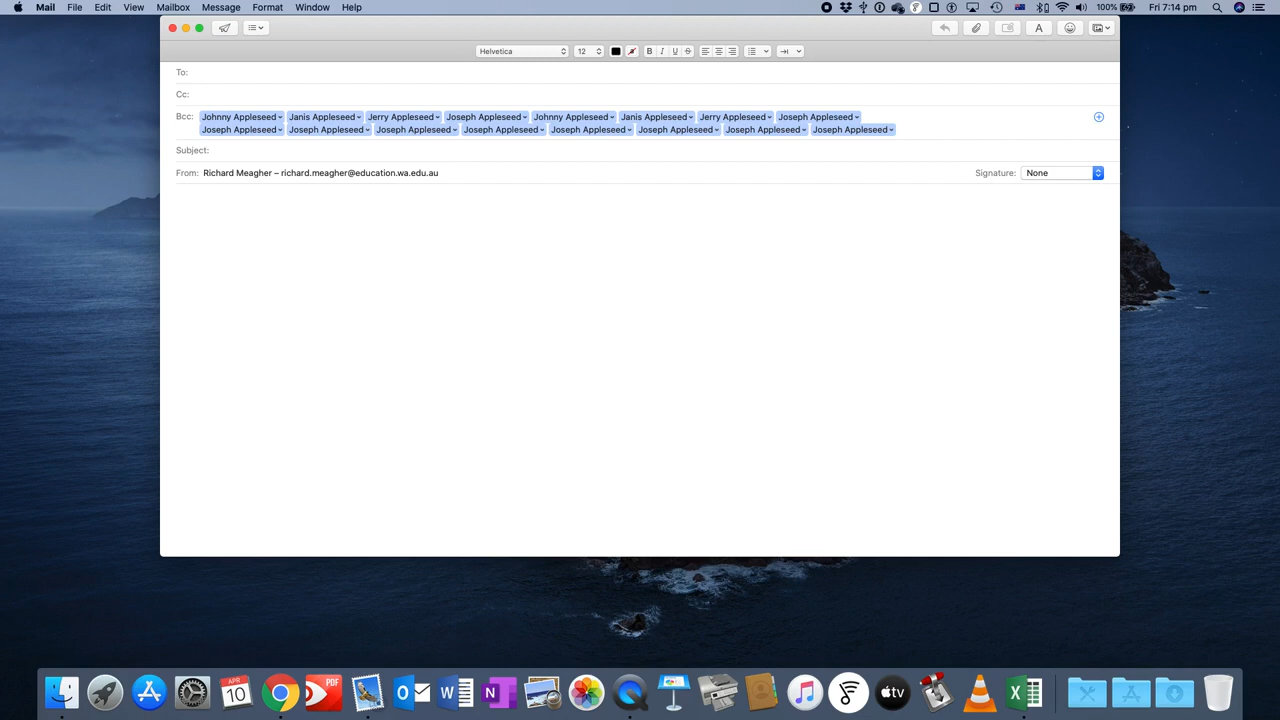 Mail File Edit View Mailbox Message Format Window Help 100% Fri 7:14 pm
Helvetica 12 B I U S A
To:
Cc:
Bcc: Johnny Appleseed Janis Appleseed Jerry Appleseed Joseph Appleseed Johnny Appleseed Janis Appleseed Jerry Appleseed Joseph Appleseed
Joseph Appleseed Joseph Appleseed Joseph Appleseed Joseph Appleseed Joseph Appleseed Joseph Appleseed Joseph Appleseed Joseph Appleseed
Subject:
From: Richard Meagher – richard.meagher@education.wa.edu.au Signature: None
APR 10 PDF O W N tv X